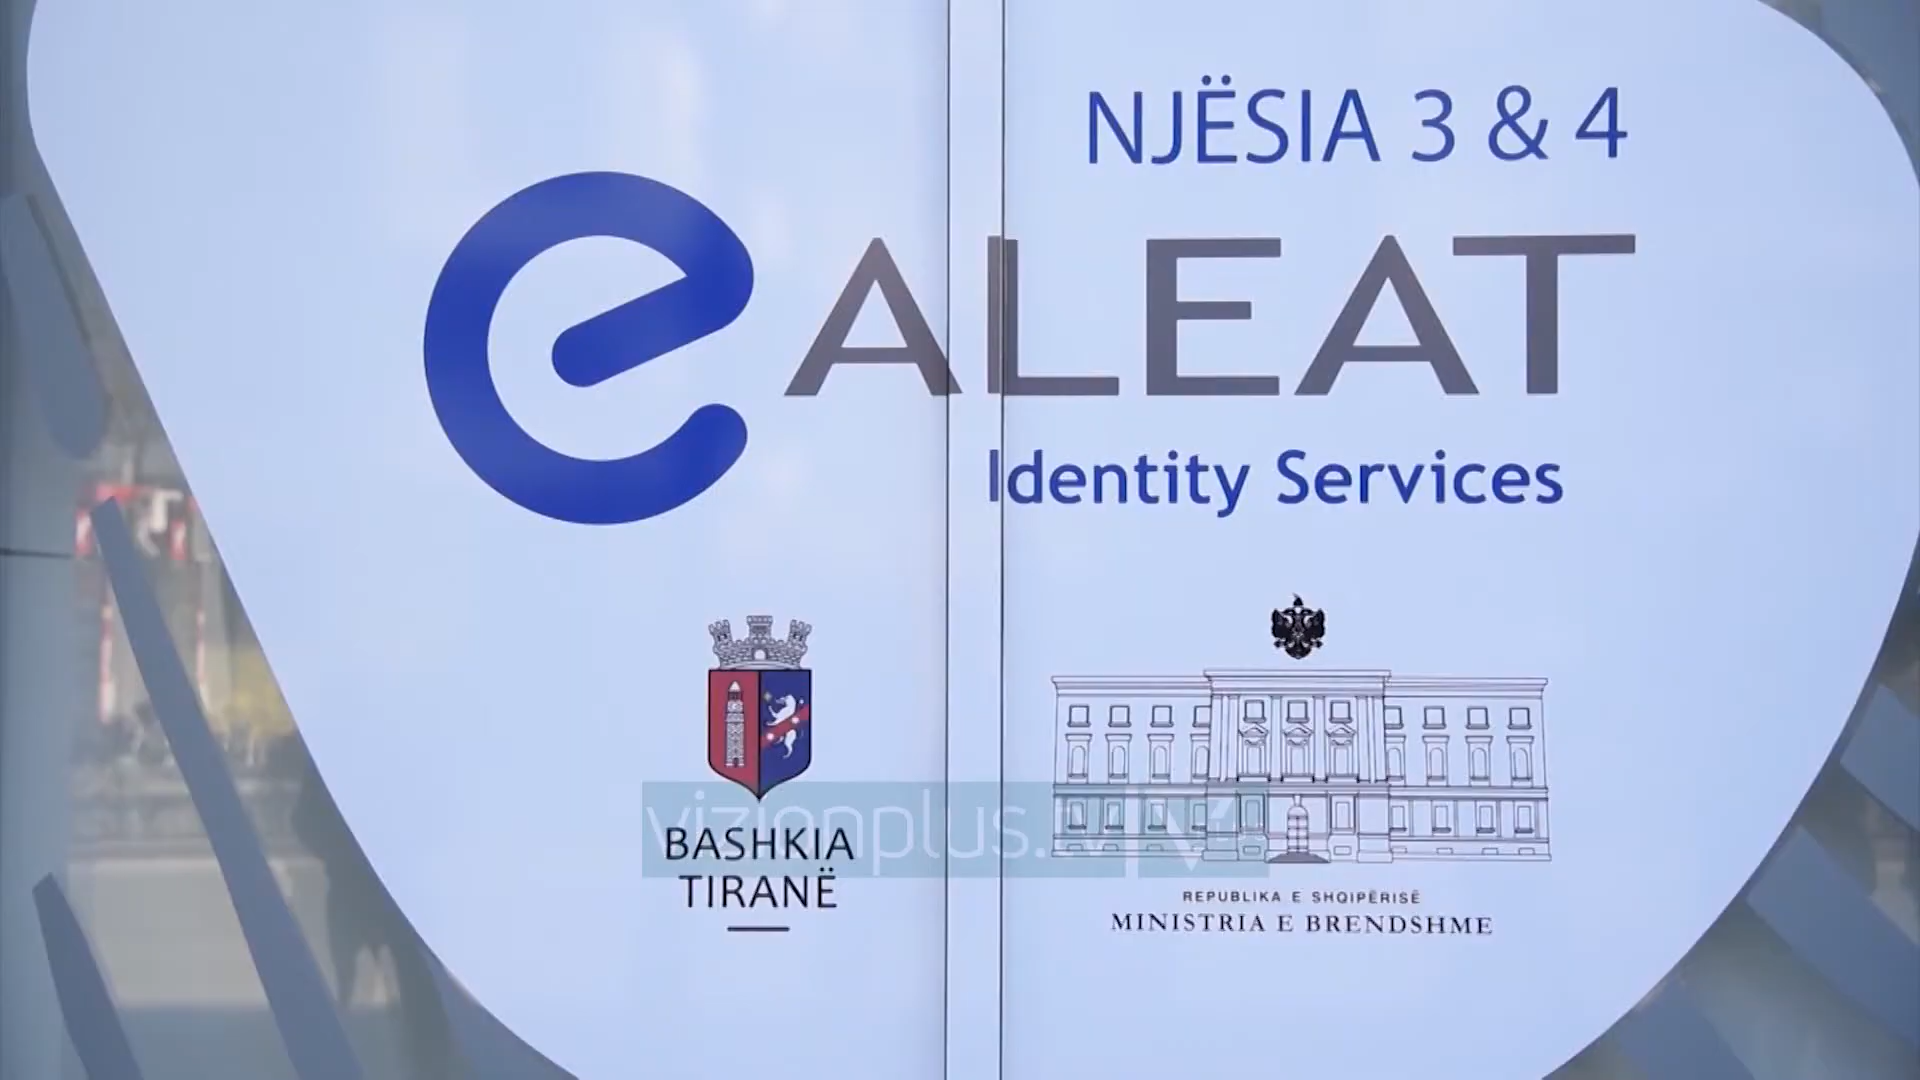 NJËSIA 3 & 4
e ALEAT
Identity Services
vizionplus.tv
BASHKIA
TIRANË
REPUBLIKA E SHQIPËRISË
MINISTRIA E BRENDSHME